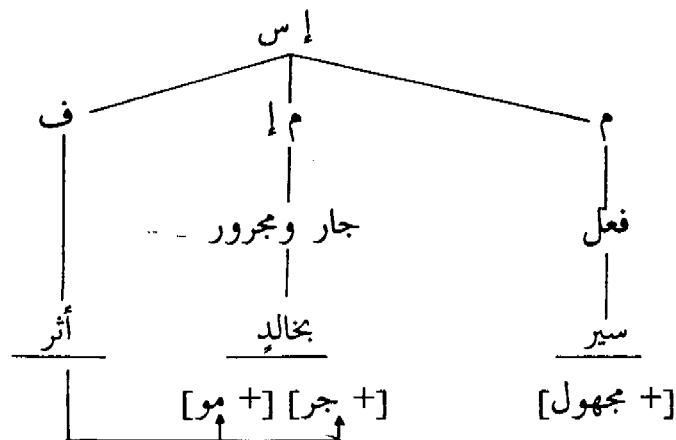 إ س
م م إ ف
فعل جار ومجرور
سير بخالدٍ أثر
[+ مجهول] [+ جر] [+ مو]